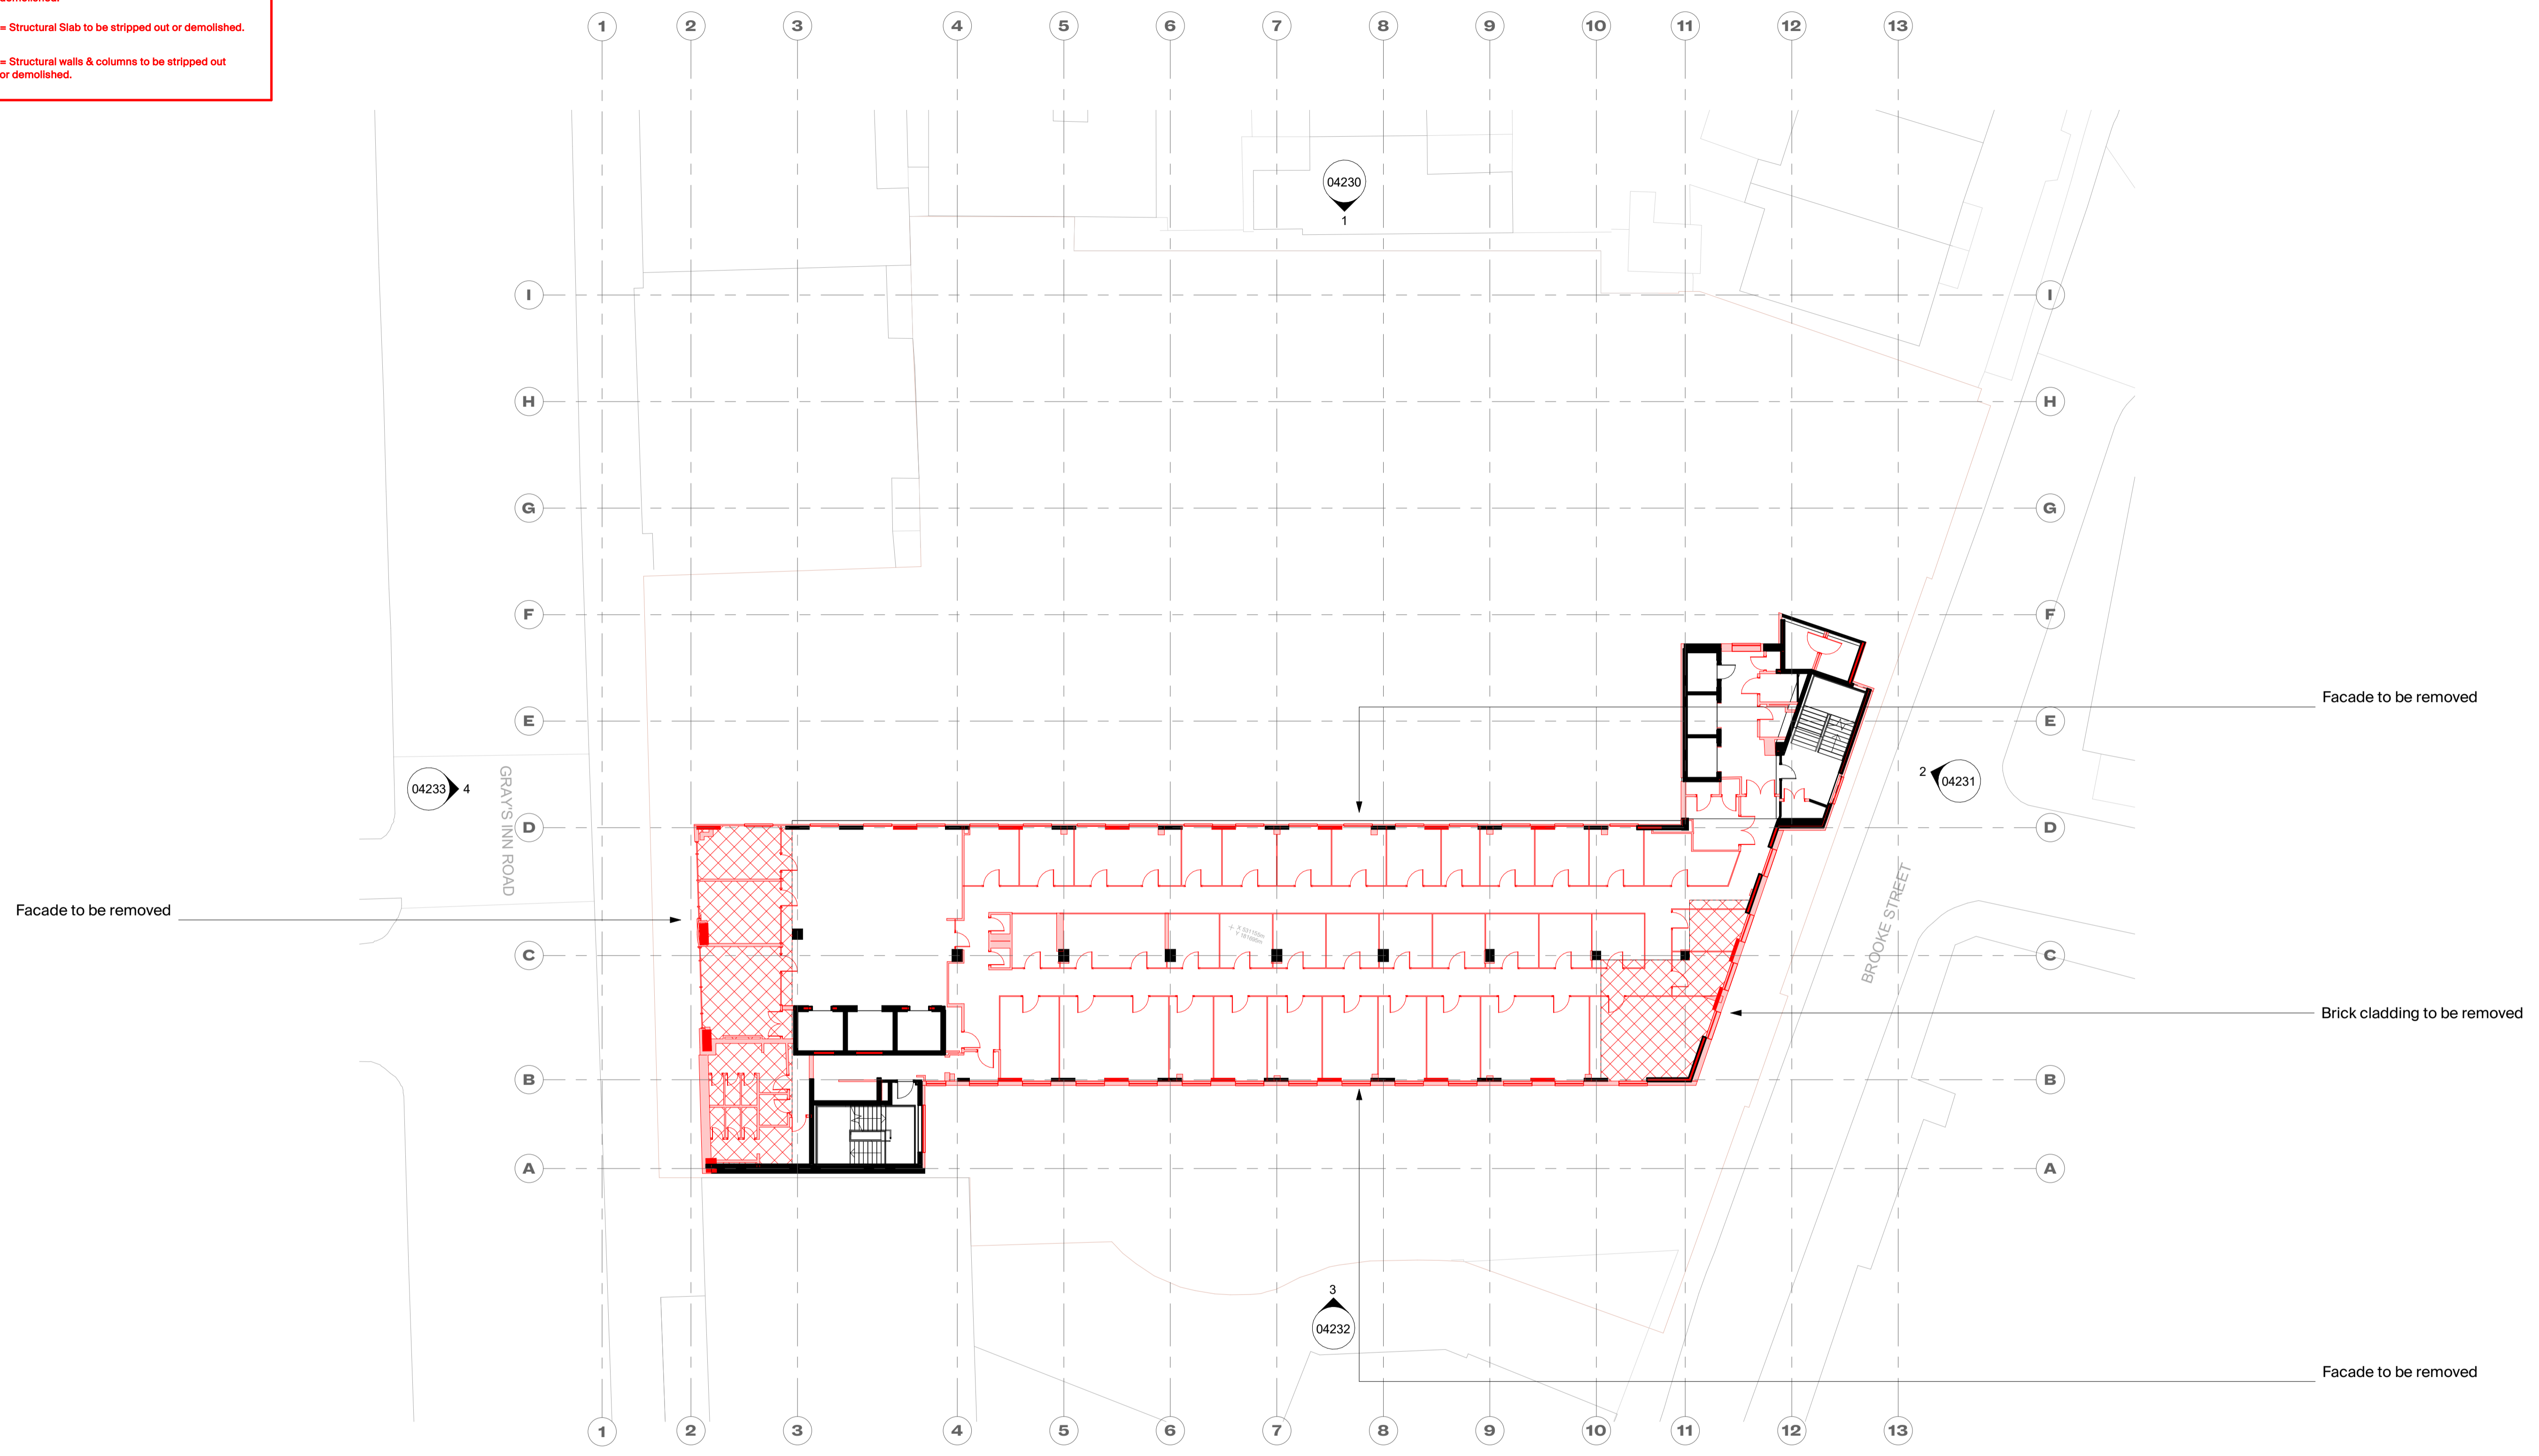 demolished.
= Structural Slab to be stripped out or demolished.
= Structural walls & columns to be stripped out
or demolished.
1 2 3 4 5 6 7 8 9 10 11 12 13
04230
1
I I
H H
G G
F F
Facade to be removed
E E
04233 4
GRAY'S INN ROAD
2 04231
D D
Facade to be removed
BROOKE STREET
C C
Brick cladding to be removed
B B
A A
3
04232
Facade to be removed
1 2 3 4 5 6 7 8 9 10 11 12 13